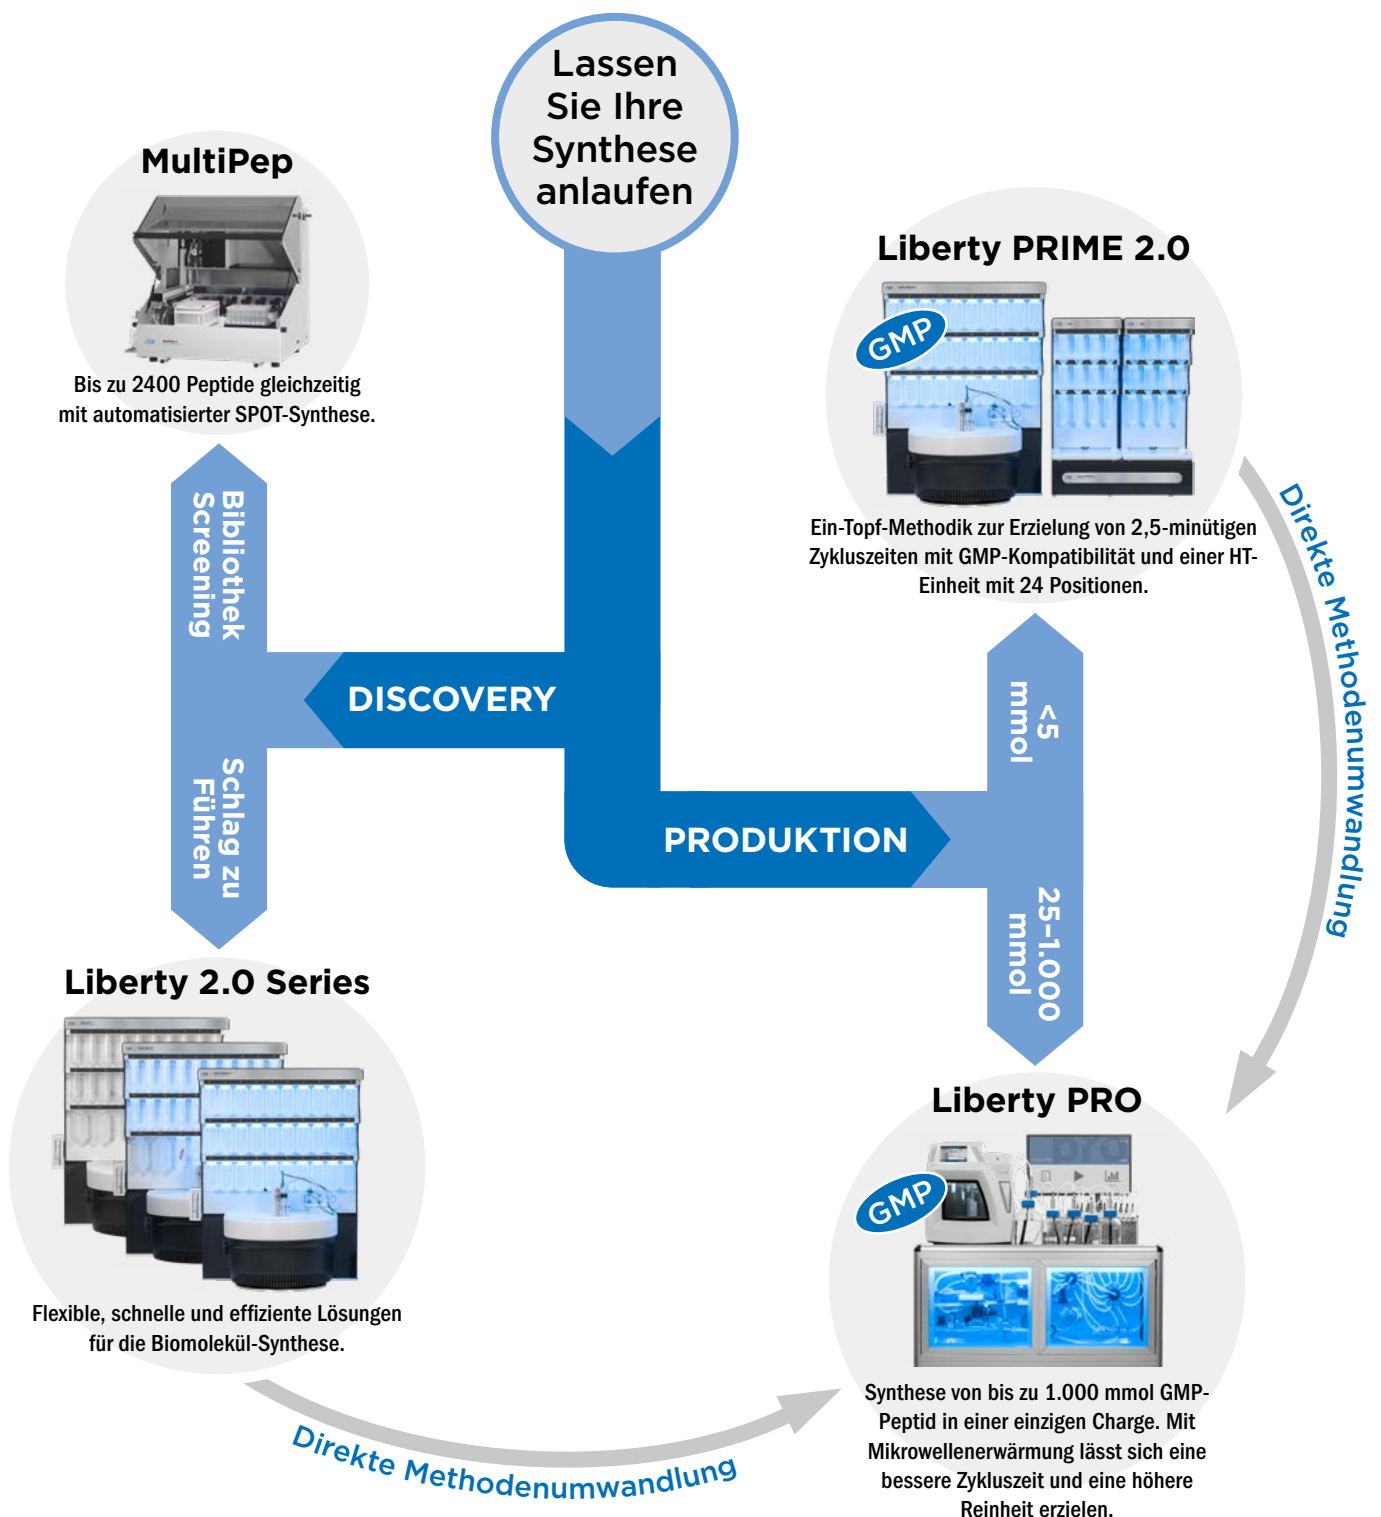 Lassen
Sie Ihre
Synthese
anlaufen
MultiPep
Bis zu 2400 Peptide gleichzeitig
mit automatisierter SPOT-Synthese.
Liberty PRIME 2.0
GMP
Ein-Topf-Methodik zur Erzielung von 2,5-minütigen
Zykluszeiten mit GMP-Kompatibilität und einer HT-
Einheit mit 24 Positionen.
Bibliothek
Screening
DISCOVERY
Schlag zu
Führen
PRODUKTION
<5
mmol
25–1.000
mmol
Direkte Methodenumwandlung
Liberty 2.0 Series
Flexible, schnelle und effiziente Lösungen
für die Biomolekül-Synthese.
Direkte Methodenumwandlung
Liberty PRO
pro
GMP
Synthese von bis zu 1.000 mmol GMP-
Peptid in einer einzigen Charge. Mit
Mikrowellenerwärmung lässt sich eine
bessere Zykluszeit und eine höhere
Reinheit erzielen.